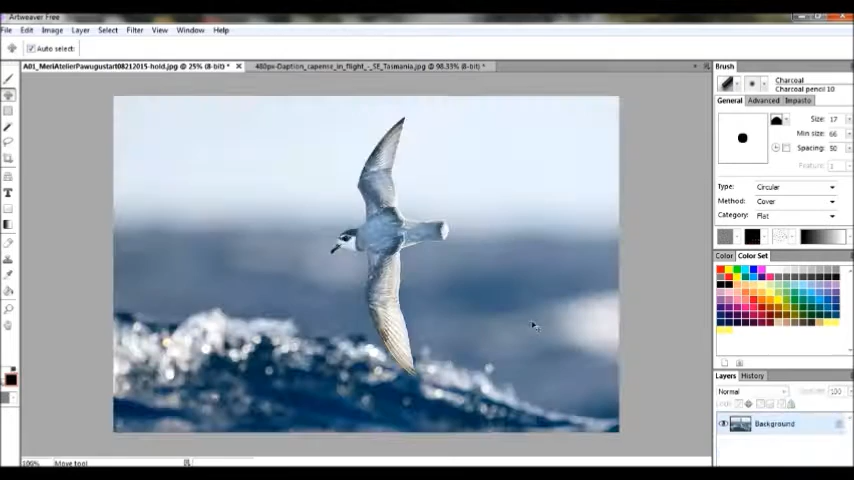 Artweaver Free
File Edit Image Layer Select Filter View Window Help
Auto select:
A01_MeriAtelierPawugustart08212015-hold.jpg @ 25% (8-bit) *
480px-Daption_capense_in_flight_-_SE_Tasmania.jpg @ 98.33% (8-bit) *
Brush
Charcoal
Charcoal pencil 10
General Advanced Impasto
Size: 17
Min size: 66
Spacing: 50
Feature: 1
Type: Circular
Method: Cover
Category: Flat
Color Color Set
Layers History
Normal Opacity: 100
Lock:
Background
100% Move tool